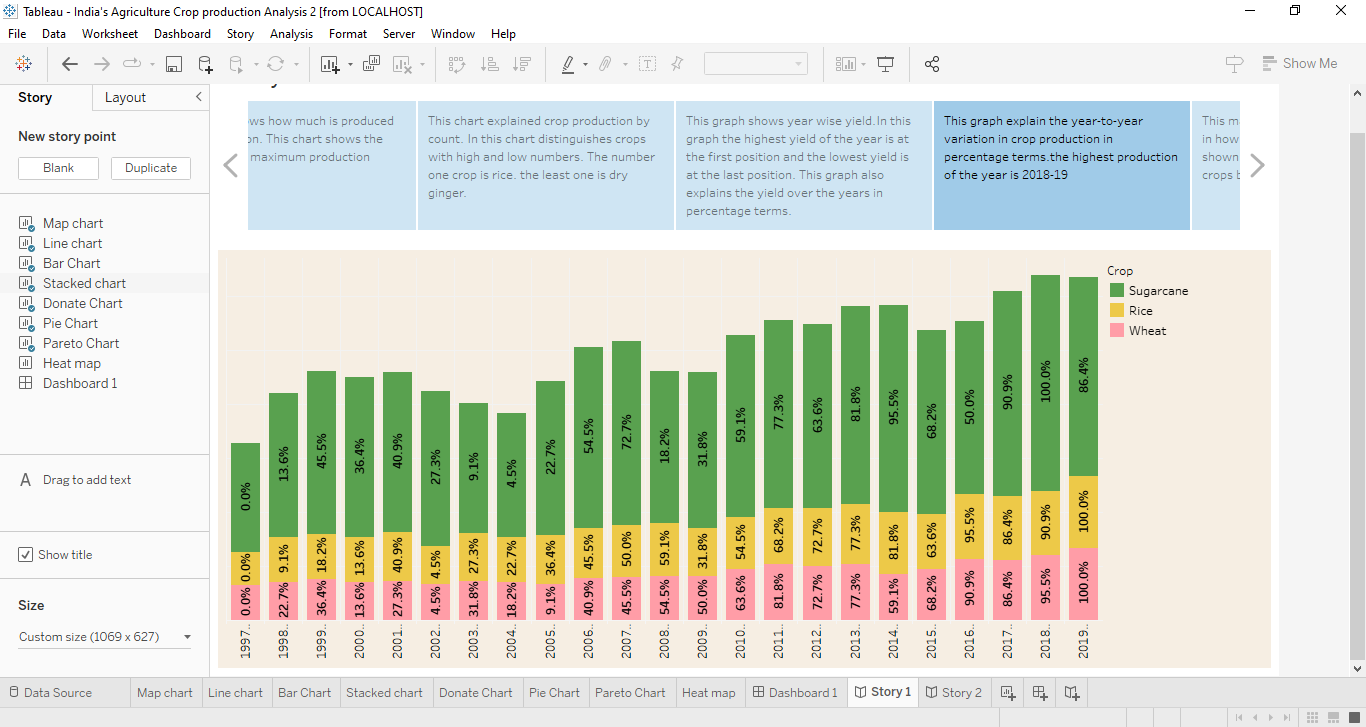 Tableau - India's Agriculture Crop production Analysis 2 [from LOCALHOST]
File Data Worksheet Dashboard Story Analysis Format Server Window Help
Show Me
Story Layout
New story point
Blank Duplicate
Map chart
Line chart
Bar Chart
Stacked chart
Donate Chart
Pie Chart
Pareto Chart
Heat map
Dashboard 1
A Drag to add text
Show title
Size
Custom size (1069 x 627)
ws how much is produced
on. This chart shows the
maximum production
This chart explained crop production by
count. In this chart distinguishes crops
with high and low numbers. The number
one crop is rice. the least one is dry
ginger.
This graph shows year wise yield.In this
graph the highest yield of the year is at
the first position and the lowest yield is
at the last position. This graph also
explains the yield over the years in
percentage terms.
This graph explain the year-to-year
variation in crop production in
percentage terms.the highest production
of the year is 2018-19
This m
in how
shown
crops b
Crop
Sugarcane
Rice
Wheat
0.0% 13.6% 45.5% 36.4% 40.9% 27.3% 9.1% 4.5% 22.7% 54.5% 72.7% 18.2% 31.8% 59.1% 77.3% 63.6% 81.8% 95.5% 68.2% 50.0% 90.9% 100.0% 86.4%
0.0% 9.1% 18.2% 13.6% 40.9% 4.5% 27.3% 22.7% 36.4% 45.5% 50.0% 59.1% 31.8% 54.5% 68.2% 72.7% 77.3% 81.8% 63.6% 95.5% 86.4% 90.9% 100.0%
0.0% 22.7% 36.4% 13.6% 27.3% 4.5% 31.8% 18.2% 9.1% 40.9% 45.5% 54.5% 50.0% 63.6% 81.8% 72.7% 77.3% 59.1% 68.2% 90.9% 86.4% 95.5% 100.0%
1997.. 1998.. 1999.. 2000.. 2001.. 2002.. 2003.. 2004.. 2005.. 2006.. 2007.. 2008.. 2009.. 2010.. 2011.. 2012.. 2013.. 2014.. 2015.. 2016.. 2017.. 2018.. 2019..
Data Source Map chart Line chart Bar Chart Stacked chart Donate Chart Pie Chart Pareto Chart Heat map Dashboard 1 Story 1 Story 2